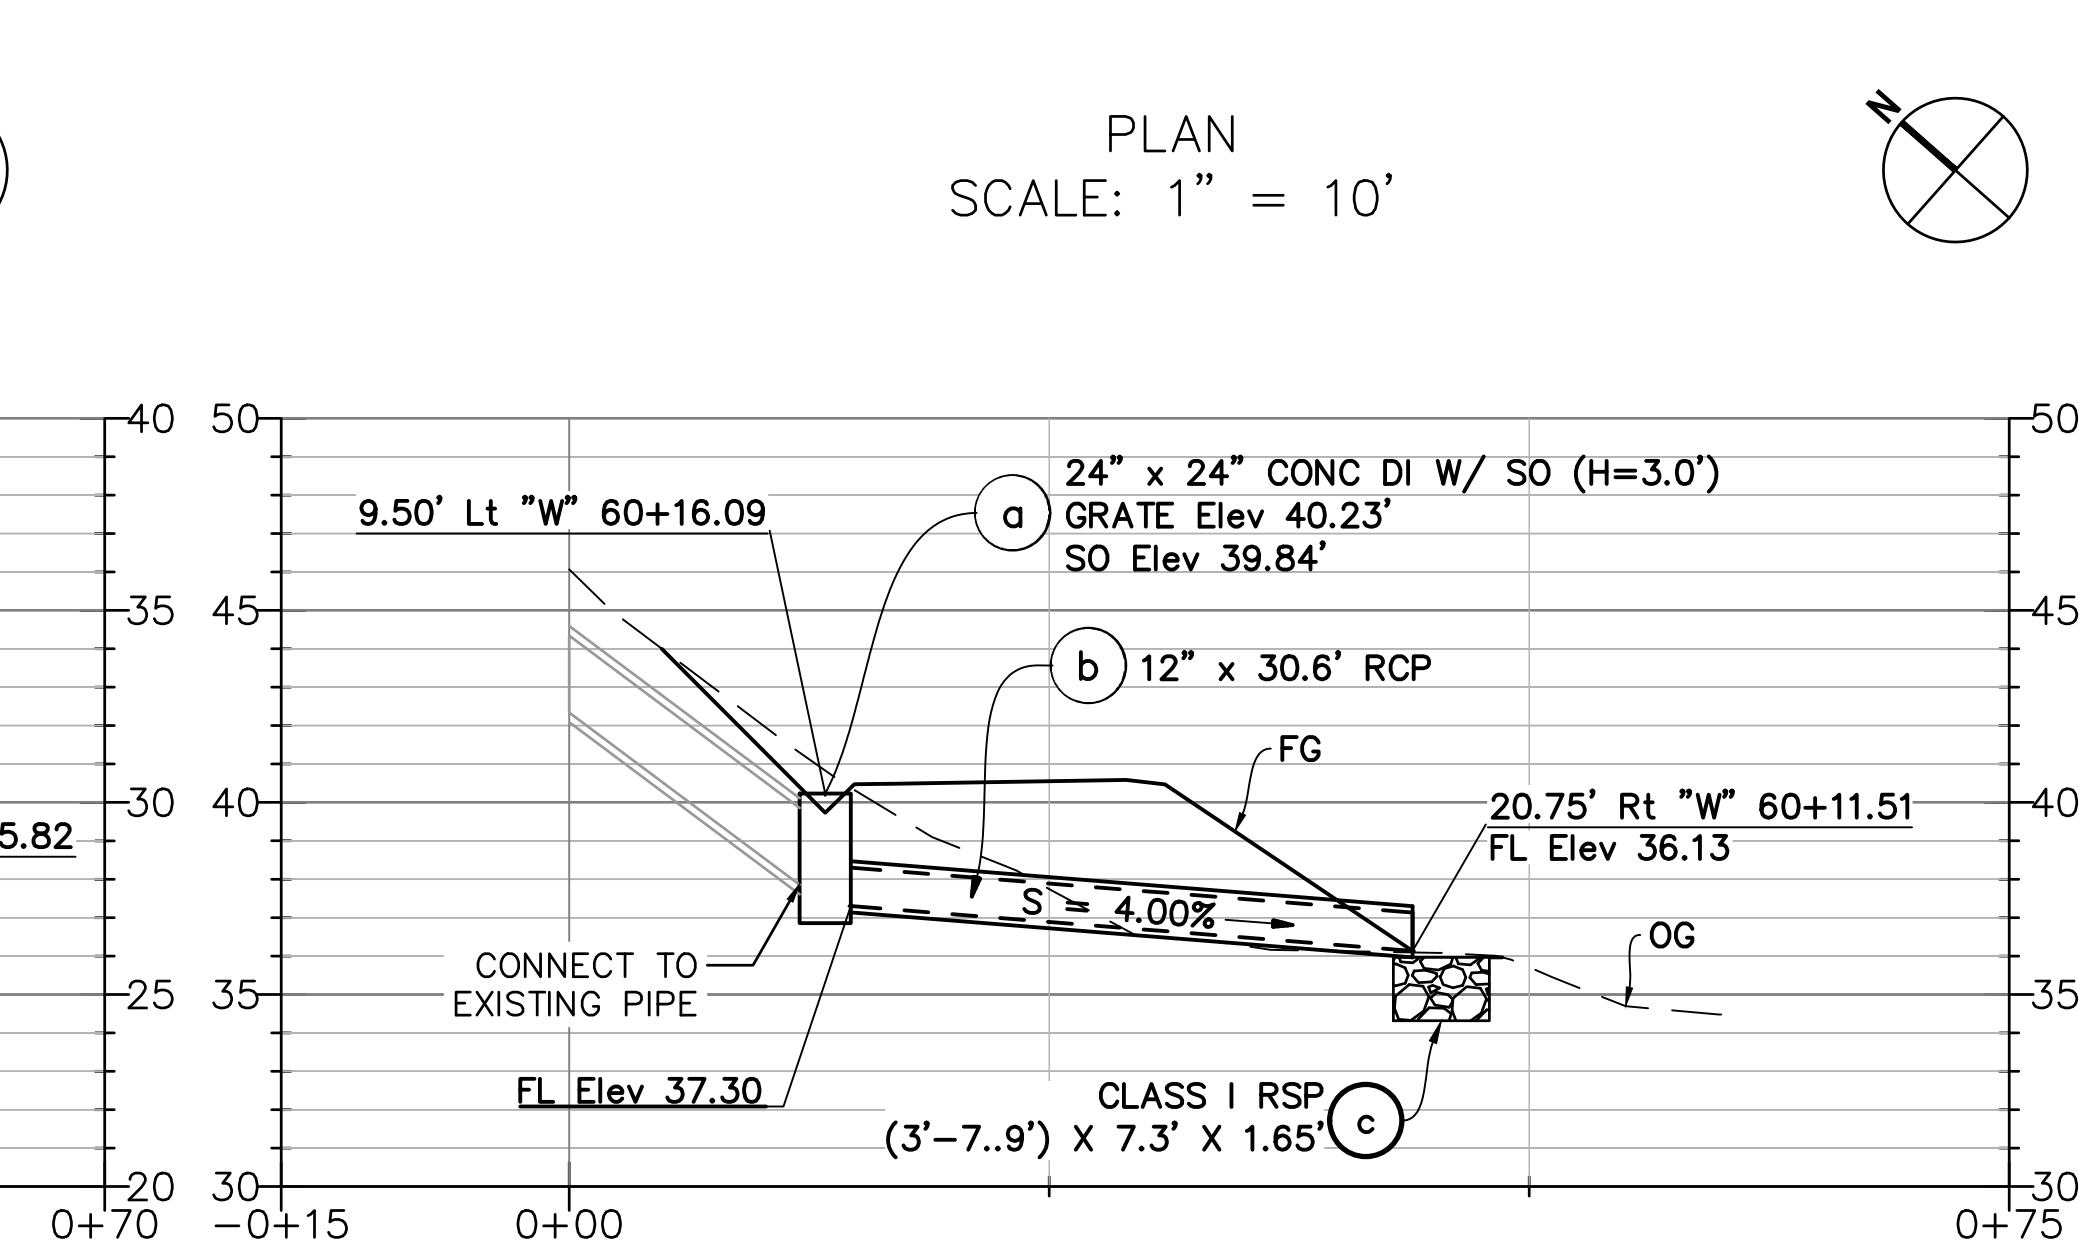 N
PLAN
SCALE: 1" = 10'
40
50
50
24" x 24" CONC DI W/ SO (H=3.0')
9.50' Lt "W" 60+16.09
a
GRATE Elev 40.23'
SO Elev 39.84'
35
45
45
b
12" x 30.6' RCP
FG
30
40
40
20.75' Rt "W" 60+11.51
5.82
FL Elev 36.13
S = 4.00%
OG
CONNECT TO
EXISTING PIPE
25
35
35
FL Elev 37.30
CLASS I RSP
(3'-7..9') X 7.3' X 1.65'
c
20
30
30
0+70
-0+15
0+00
0+75